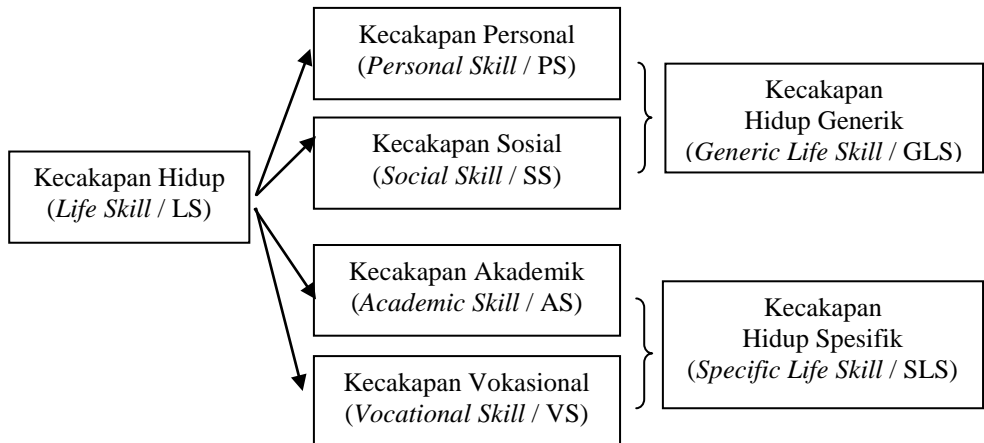 Kecakapan Personal
(Personal Skill / PS)
Kecakapan Sosial
(Social Skill / SS)
Kecakapan Hidup
(Life Skill / LS)
Kecakapan Akademik
(Academic Skill / AS)
Kecakapan Vokasional
(Vocational Skill / VS)
Kecakapan
Hidup Generik
(Generic Life Skill / GLS)
Kecakapan
Hidup Spesifik
(Specific Life Skill / SLS)